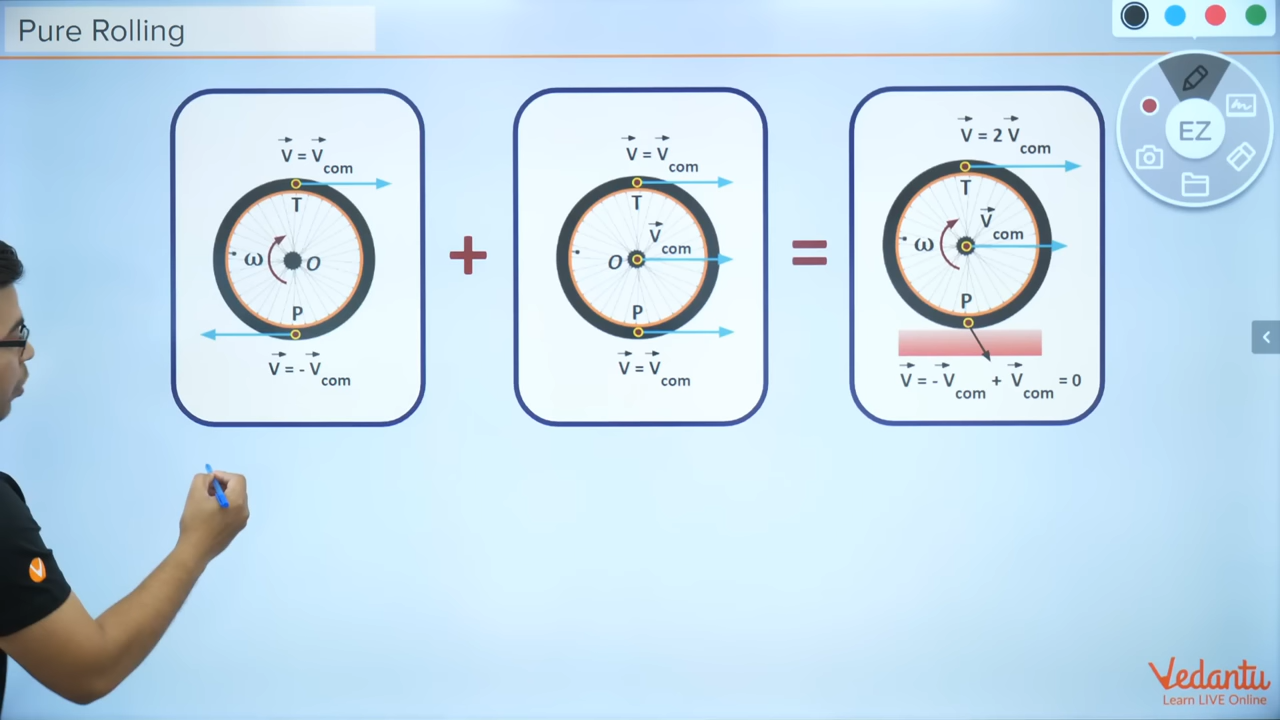 Pure Rolling
EZ
V = V com
T
ω O
P
V = - V com
+
V = V com
T
V com
O
P
V = V com
=
V = 2 V com
T
V com
ω
P
V = - V com + V com = 0
Vedantu
Learn LIVE Online